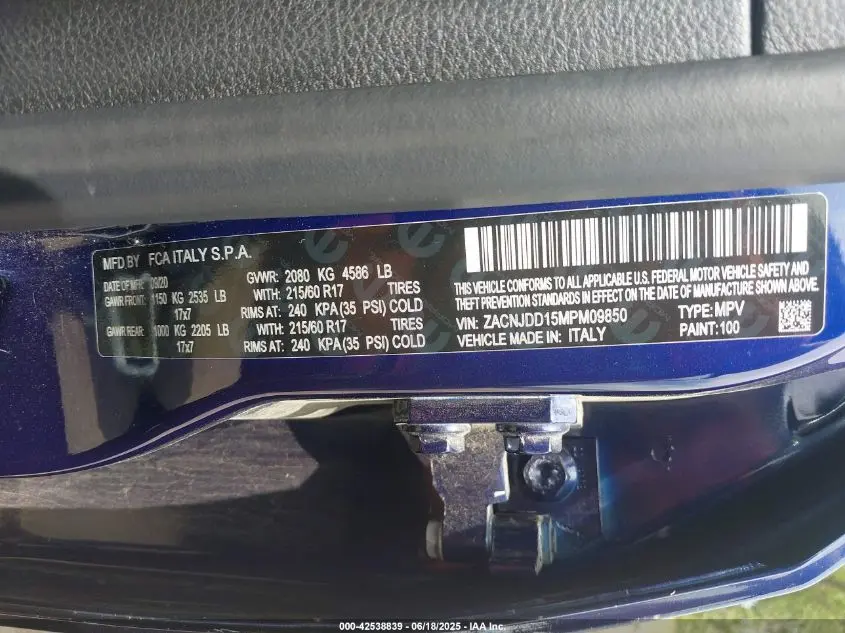 MFD BY FCA ITALY S.P.A.
DATE OF MFR 09/20 GVWR: 2080 KG 4586 LB
GAWR FRONT: 1150 KG 2535 LB WITH: 215/60 R17 TIRES
17x7 RIMS AT: 240 KPA(35 PSI) COLD
GAWR REAR: 1000 KG 2205 LB WITH: 215/60 R17 TIRES
17x7 RIMS AT: 240 KPA(35 PSI) COLD
THIS VEHICLE CONFORMS TO ALL APPLICABLE U.S. FEDERAL MOTOR VEHICLE SAFETY AND
THEFT PREVENTION STANDARDS IN EFFECT ON THE DATE OF MANUFACTURE SHOWN ABOVE.
VIN: ZACNJDD15MPM09850 TYPE: MPV
VEHICLE MADE IN: ITALY PAINT: 100
000-42538839 - 06/18/2025 - IAA Inc.